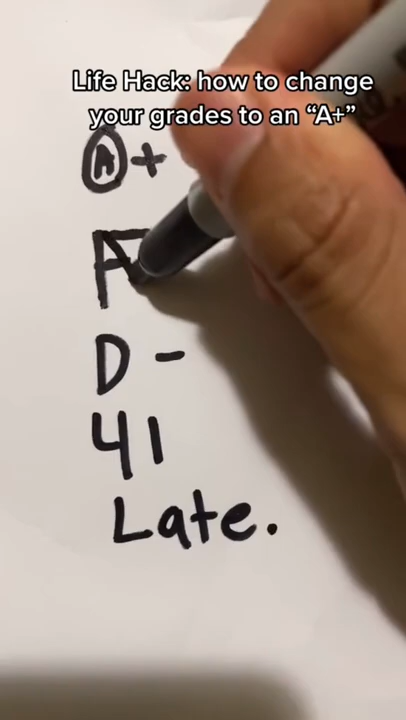 Life Hack: how to change
your grades to an “A+”
A+
F
D -
41
Late.